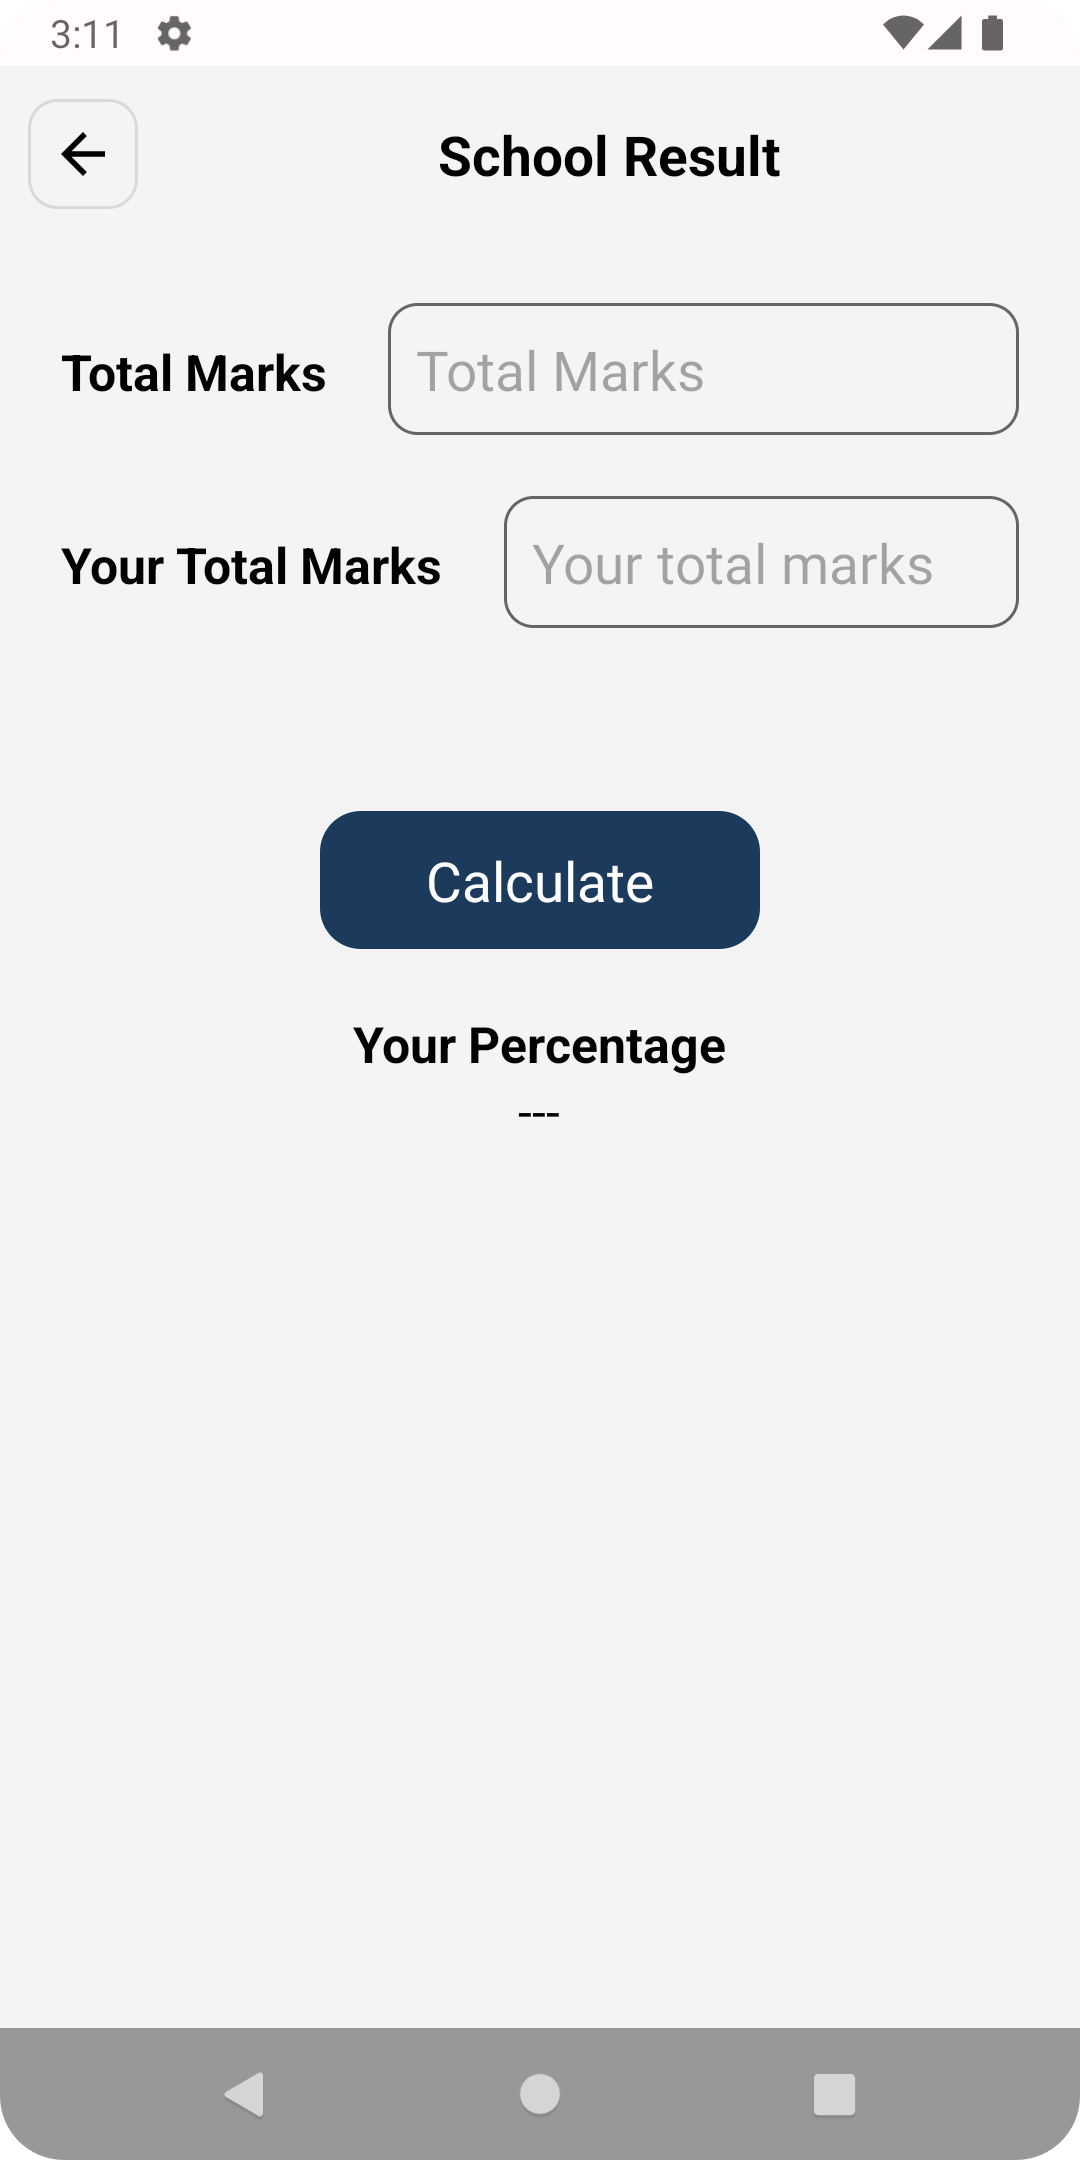 3:11
School Result
Total Marks Total Marks
Your Total Marks Your total marks
Calculate
Your Percentage
---